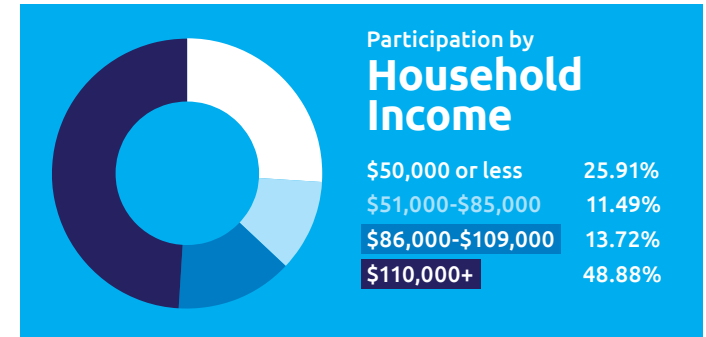 Participation by
Household
Income
$50,000 or less 25.91%
$51,000-$85,000 11.49%
$86,000-$109,000 13.72%
$110,000+ 48.88%